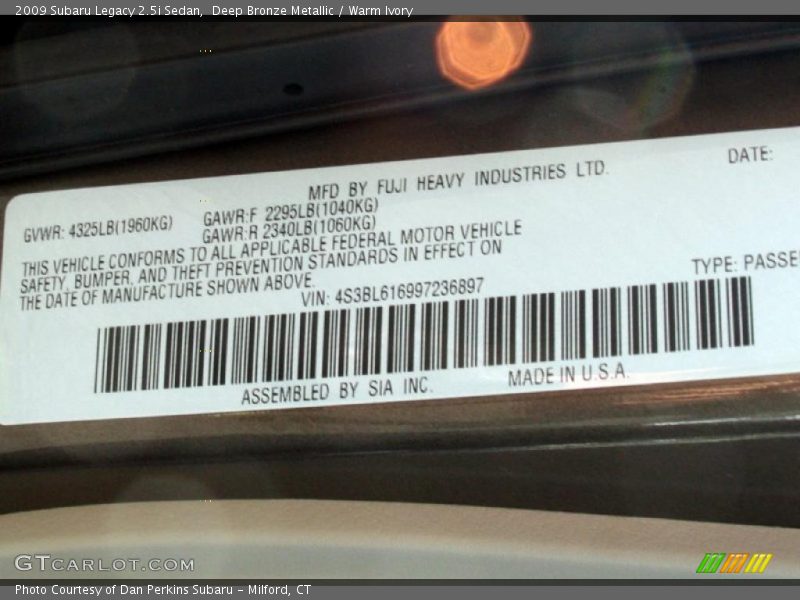 2009 Subaru Legacy 2.5i Sedan, Deep Bronze Metallic / Warm Ivory
MFD BY FUJI HEAVY INDUSTRIES LTD. DATE:
GVWR: 4325LB(1960KG) GAWR:F 2295LB(1040KG)
GAWR:R 2340LB(1060KG)
THIS VEHICLE CONFORMS TO ALL APPLICABLE FEDERAL MOTOR VEHICLE
SAFETY, BUMPER, AND THEFT PREVENTION STANDARDS IN EFFECT ON
THE DATE OF MANUFACTURE SHOWN ABOVE.
VIN: 4S3BL616997236897 TYPE: PASSE
ASSEMBLED BY SIA INC. MADE IN U.S.A.
GTCARLOT.COM
Photo Courtesy of Dan Perkins Subaru - Milford, CT